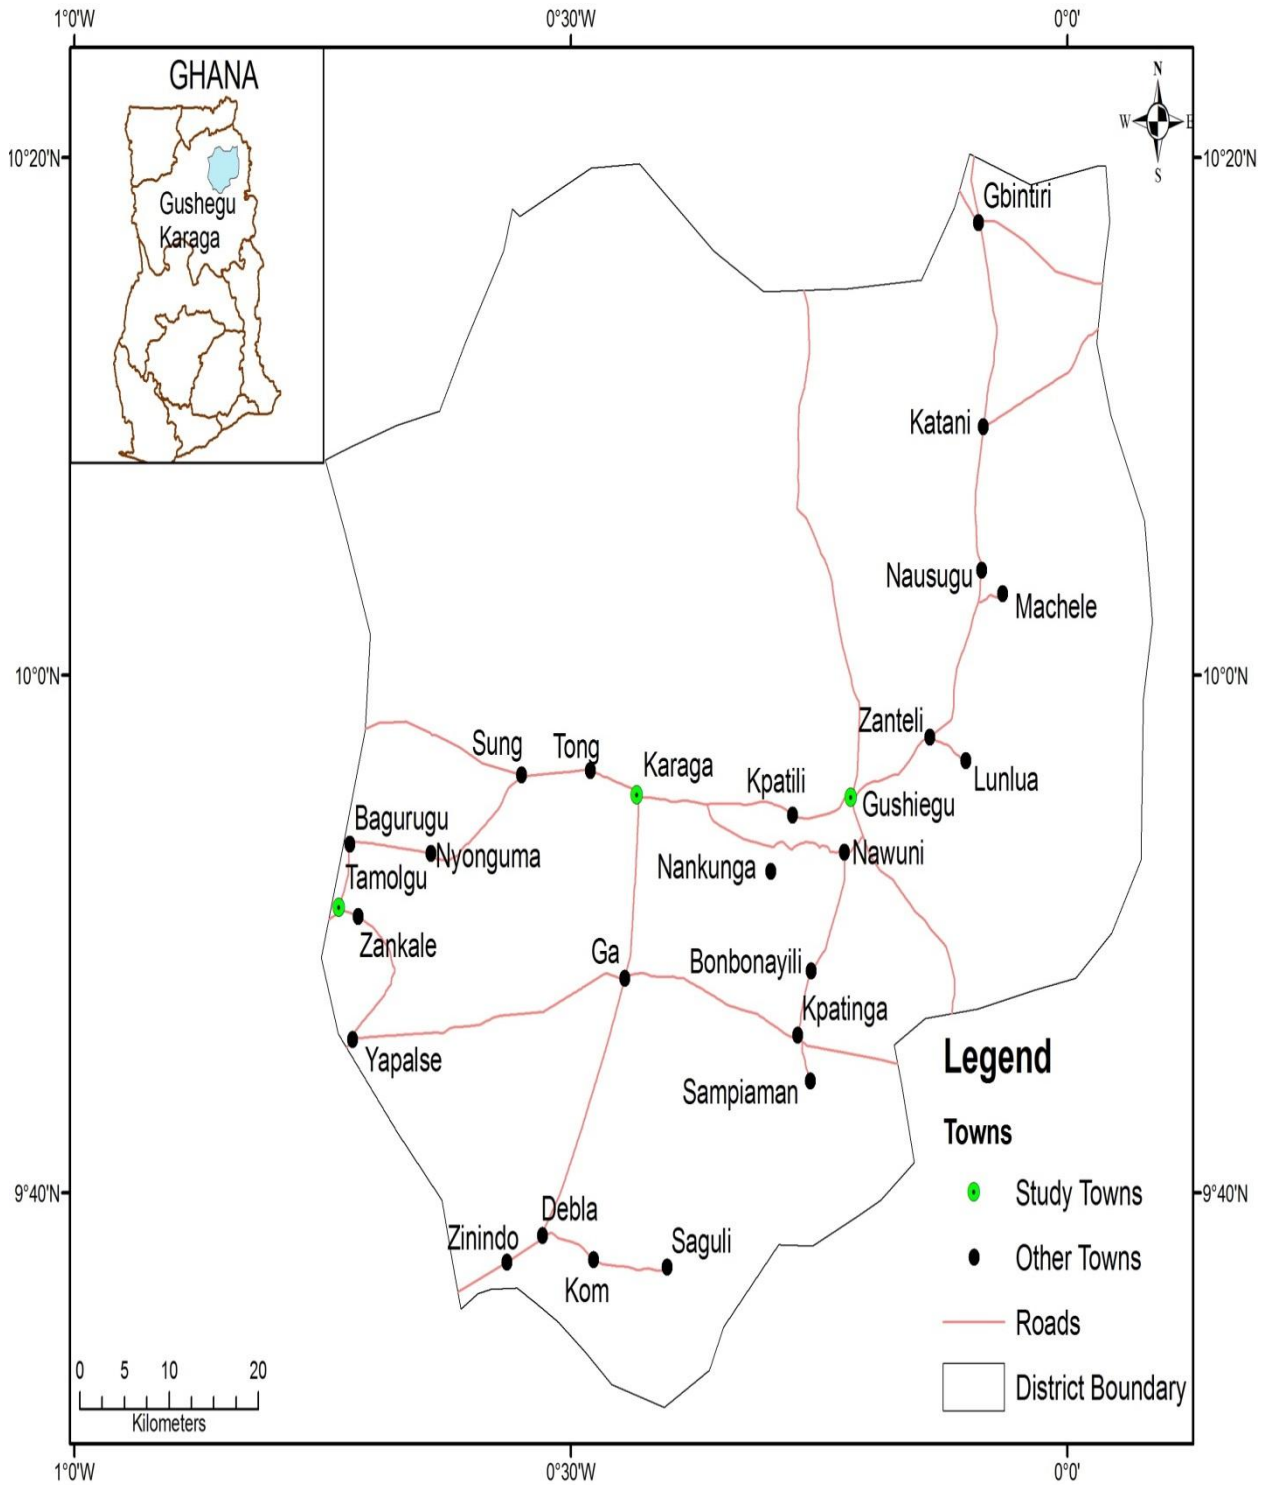 1°0'W 0°30'W 0°0'
GHANA
Gushegu
Karaga
N
W E
S
10°20'N 10°20'N
Gbintiri
Katani
Nausugu
Machele
10°0'N 10°0'N
Zanteli
Sung Tong Karaga Kpatili Lunlua
Gushiegu
Bagurugu
Nyonguma Nankunga Nawuni
Tamolgu
Zankale Ga Bonbonayili
Kpatinga
Yapalse
Sampiaman
Legend
Towns
9°40'N Study Towns 9°40'N
Debla
Zinindo Saguli
Other Towns
Kom
Roads
0 5 10 20
District Boundary
Kilometers
1°0'W 0°30'W 0°0'